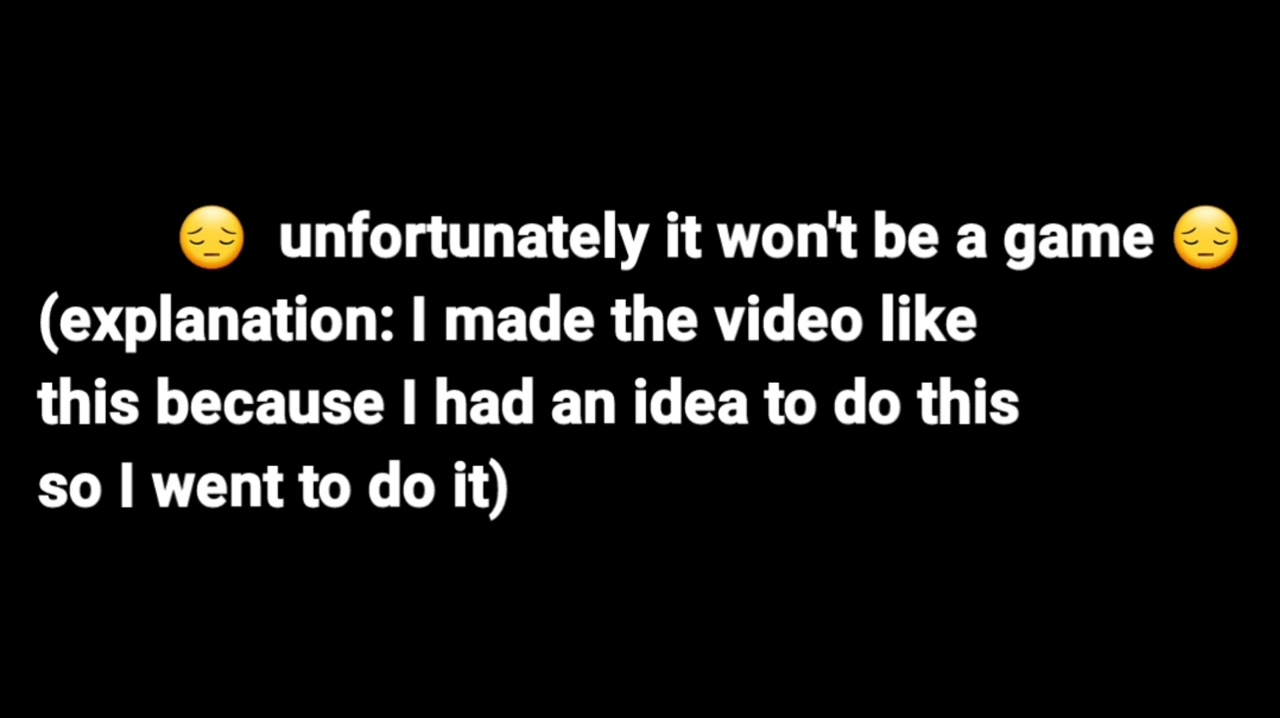 😔 unfortunately it won't be a game 😔
(explanation: I made the video like
this because I had an idea to do this
so I went to do it)